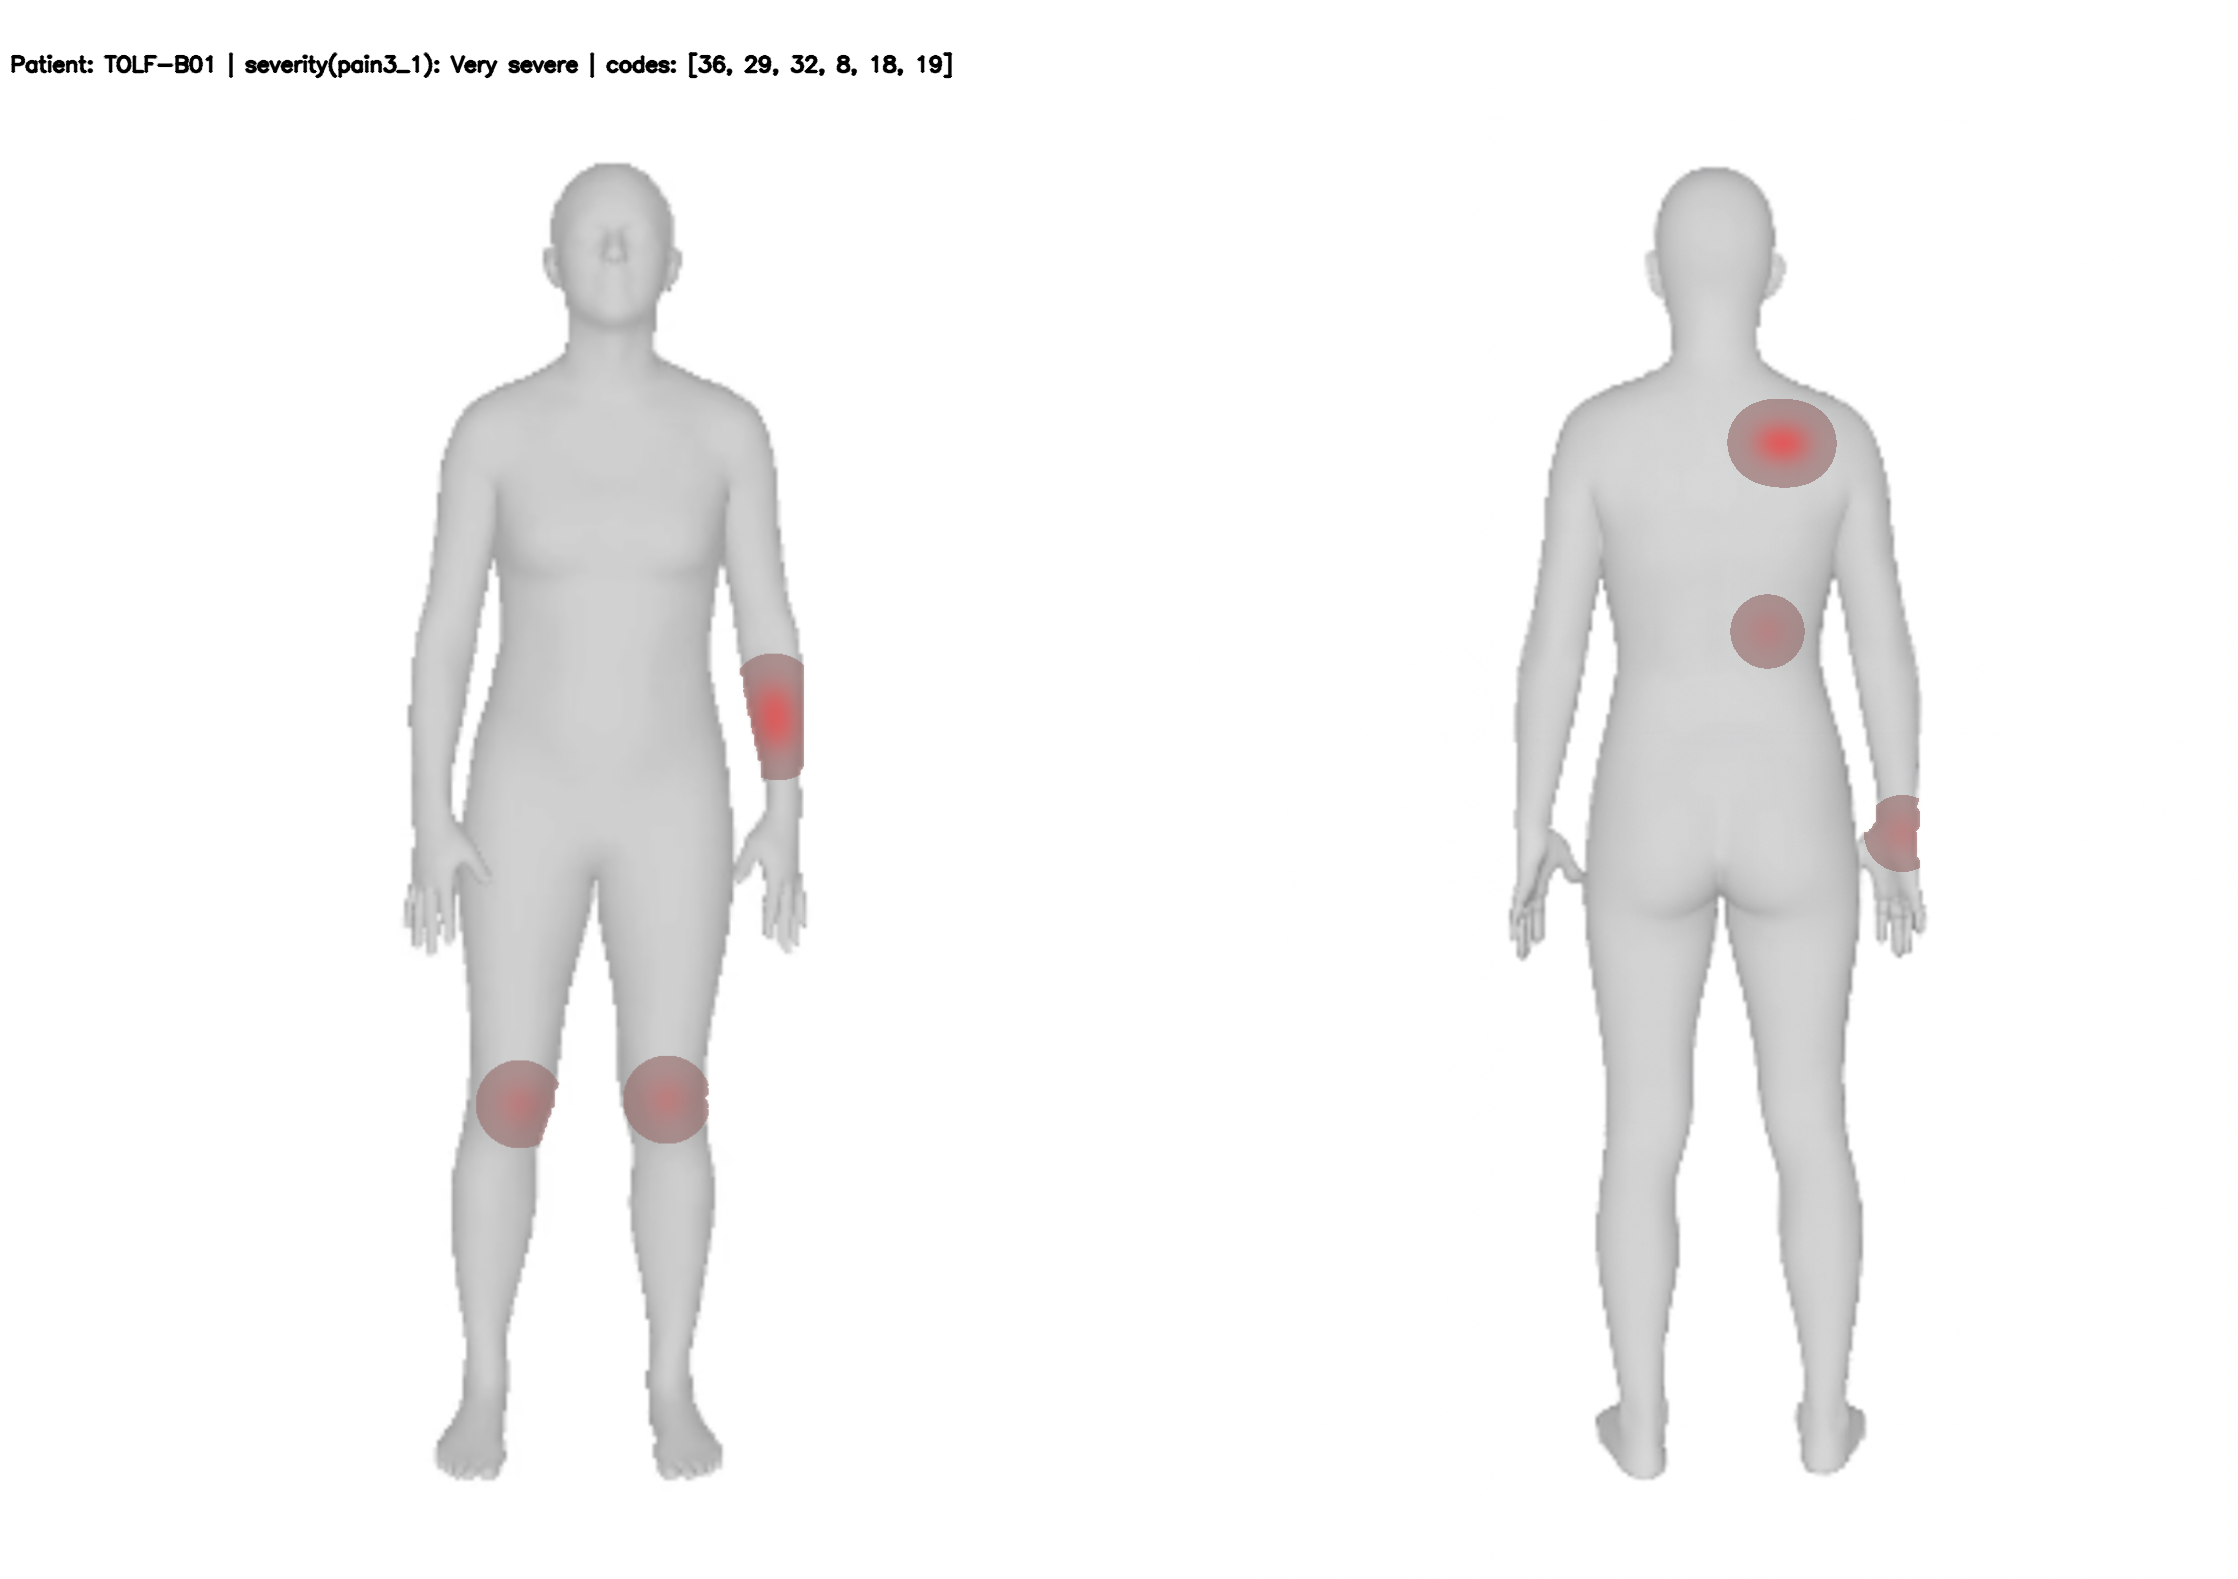 Patient: TOLF-B01 | severity(pain3_1): Very severe | codes: [36, 29, 32, 8, 18, 19]